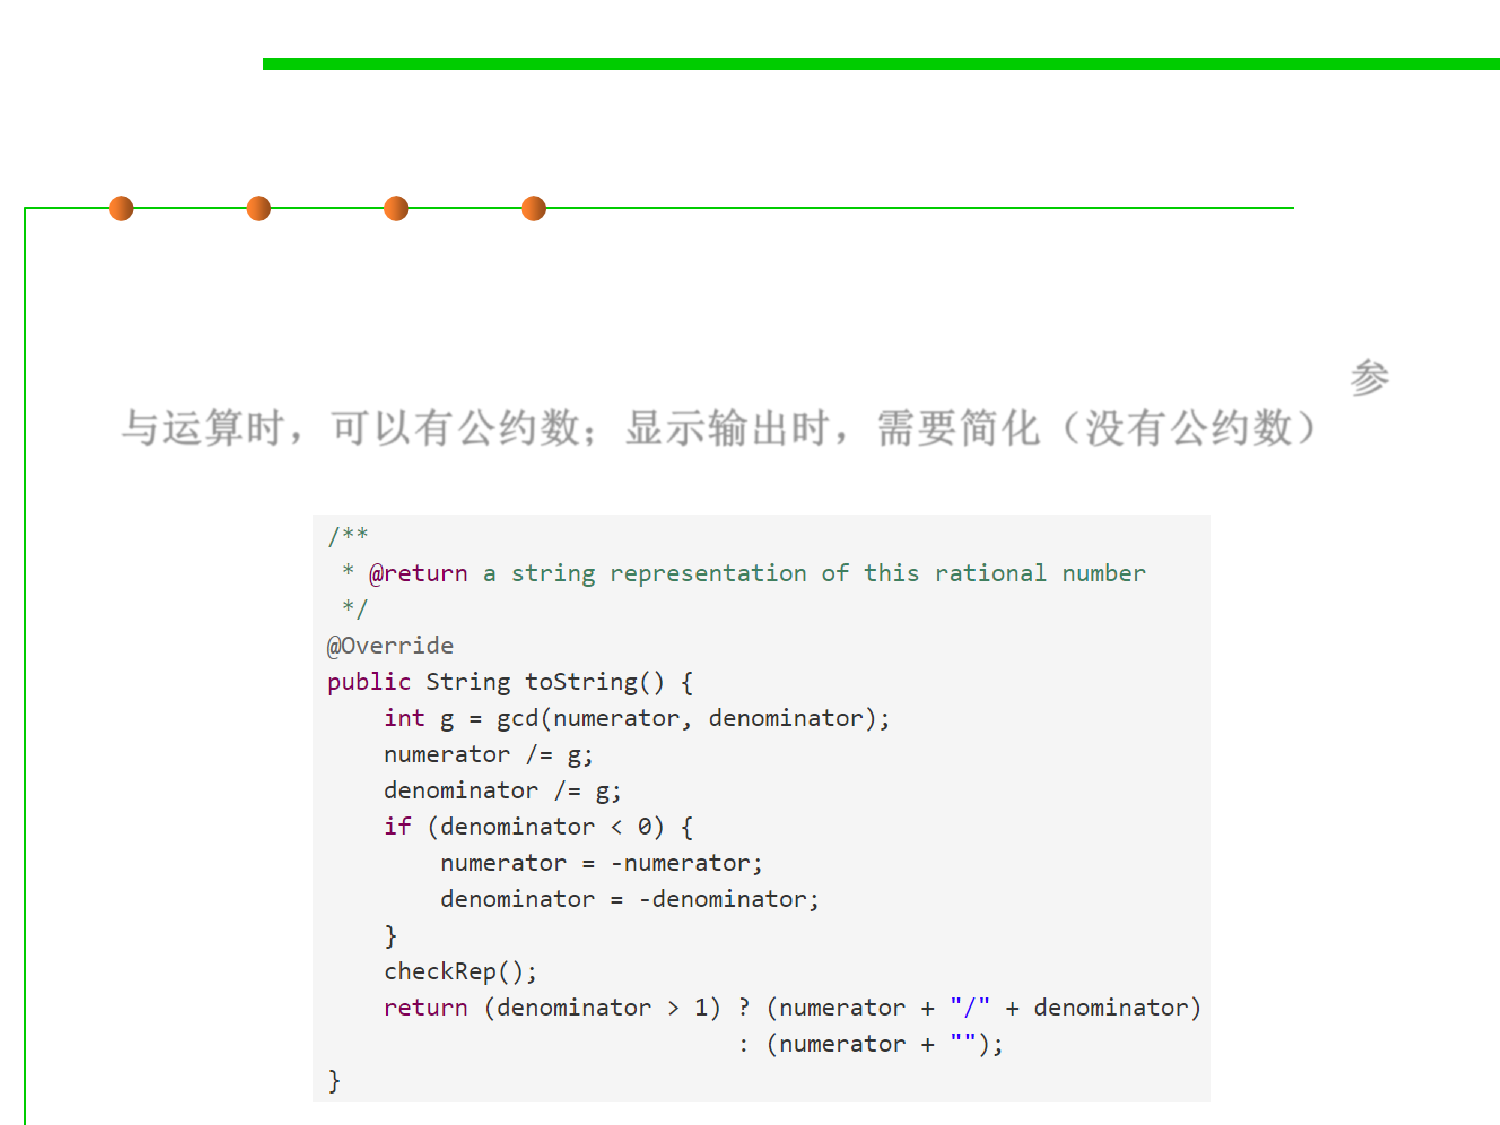 参
与运算时，可以有公约数；显示输出时，需要简化（没有公约数）
/**
 * @return a string representation of this rational number
 */
@Override
public String toString() {
    int g = gcd(numerator, denominator);
    numerator /= g;
    denominator /= g;
    if (denominator < 0) {
        numerator = -numerator;
        denominator = -denominator;
    }
    checkRep();
    return (denominator > 1) ? (numerator + "/" + denominator)
                             : (numerator + "");
}